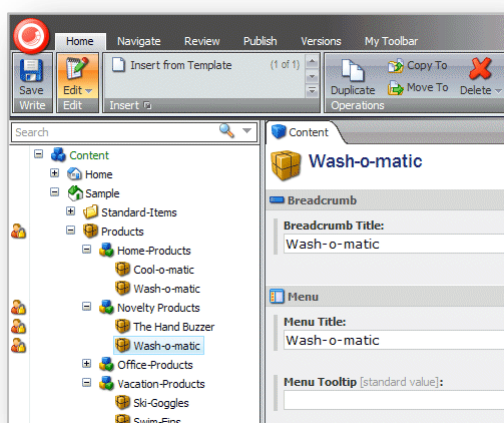 Home Navigate Review Publish Versions My Toolbar
Insert from Template (1 of 1)
Copy To
Move To
Save Edit Duplicate Delete
Write Edit Insert Operations
Search
Content
Home
Sample
Standard-Items
Products
Home-Products
Cool-o-matic
Wash-o-matic
Novelty Products
The Hand Buzzer
Wash-o-matic
Office-Products
Vacation-Products
Ski-Goggles
Swim-Fins
Content
Wash-o-matic
Breadcrumb
Breadcrumb Title:
Wash-o-matic
Menu
Menu Title:
Wash-o-matic
Menu Tooltip [standard value]: